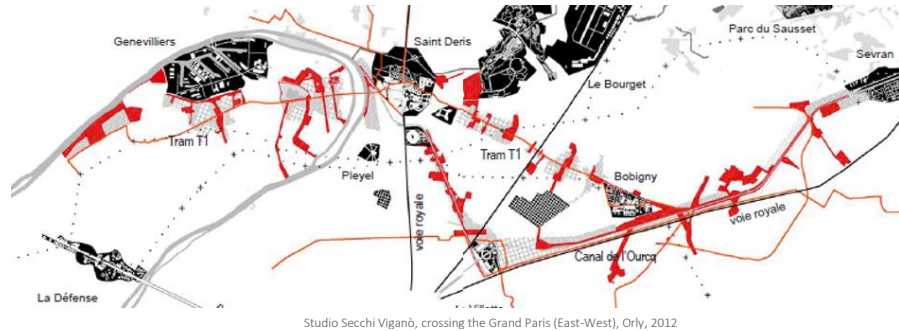 Parc du Sausset
Genevilliers
Saint Deris
Sevran
Le Bourget
Tram T1
Tram T1
Pleyel
Bobigny
voie royale
voie royale
Canal de l'Ourcq
La Défense
Studio Secchi Viganò, crossing the Grand Paris (East-West), Orly, 2012